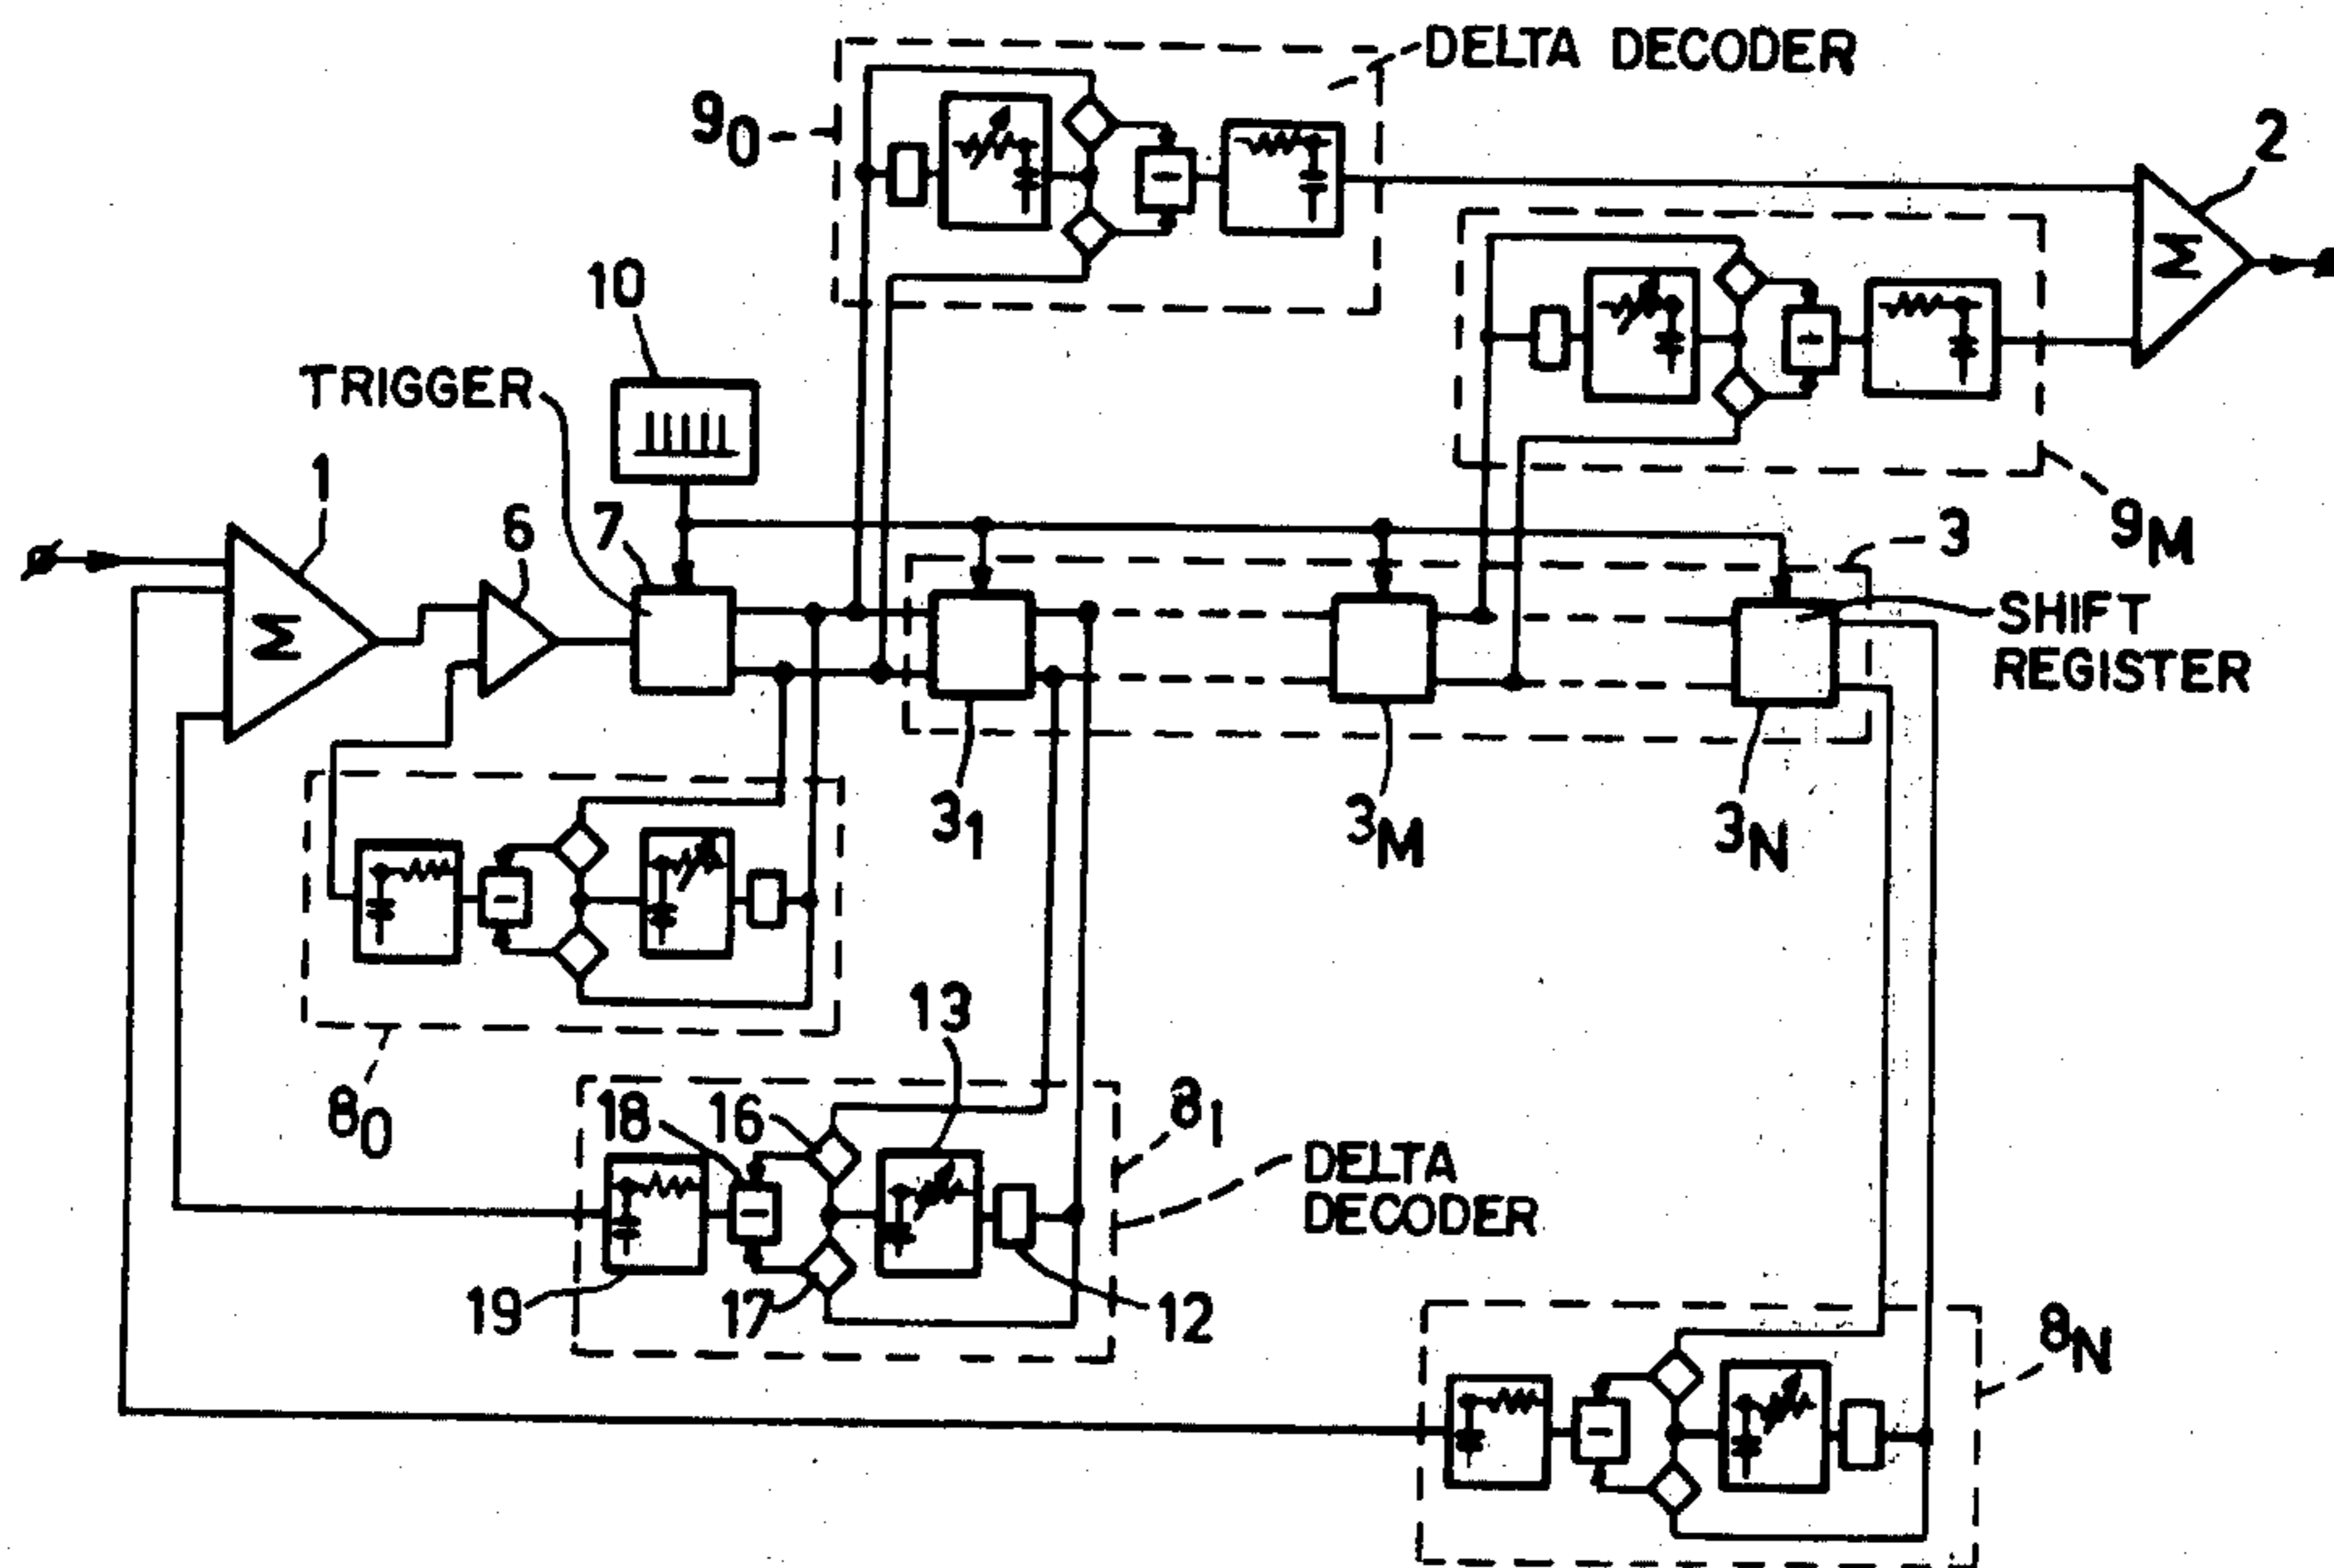 DELTA DECODER
9₀
2
10
TRIGGER
1
6
7
9M
3
Σ
Σ
SHIFT
REGISTER
3₁
3M
3N
13
8₀
18
16
8₁
DELTA
DECODER
19
17
12
8N